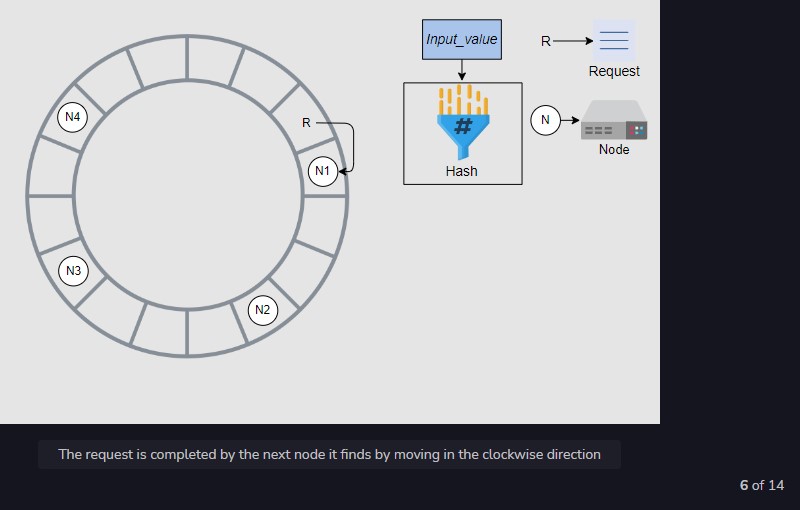 Input_value
R
Request
N4
R
N
#
Node
N1
Hash
N3
N2
The request is completed by the next node it finds by moving in the clockwise direction
6 of 14